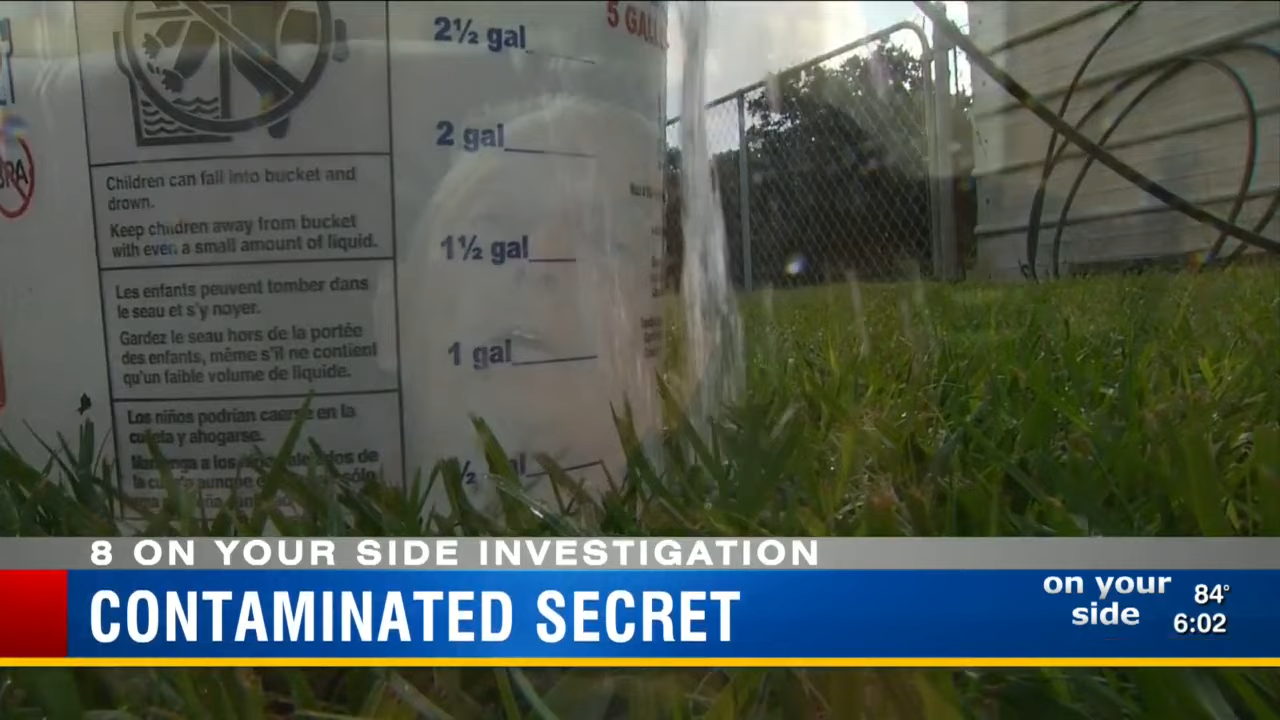 2½ gal
5 GAL
2 gal
Children can fall into bucket and
drown.
Keep children away from bucket
with even a small amount of liquid.
1½ gal
Les enfants peuvent tomber dans
le seau et s'y noyer.
Gardez le seau hors de la portée
des enfants, même s'il ne contient
qu'un faible volume de liquide.
1 gal
Los niños podrían caerse en la
cubeta y ahogarse.
½
8 ON YOUR SIDE INVESTIGATION
CONTAMINATED SECRET
on your
side
84°
6:02